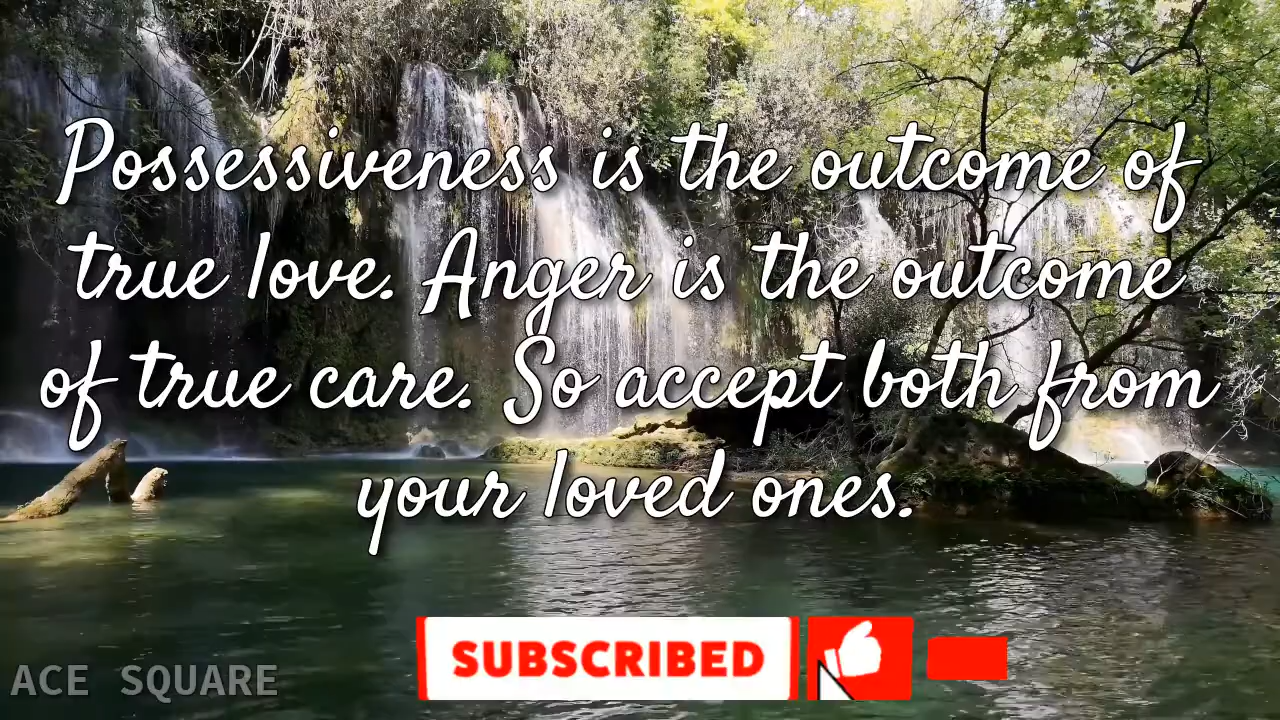 Possessiveness is the outcome of
true love. Anger is the outcome
of true care. So accept both from
your loved ones.
SUBSCRIBED
ACE SQUARE